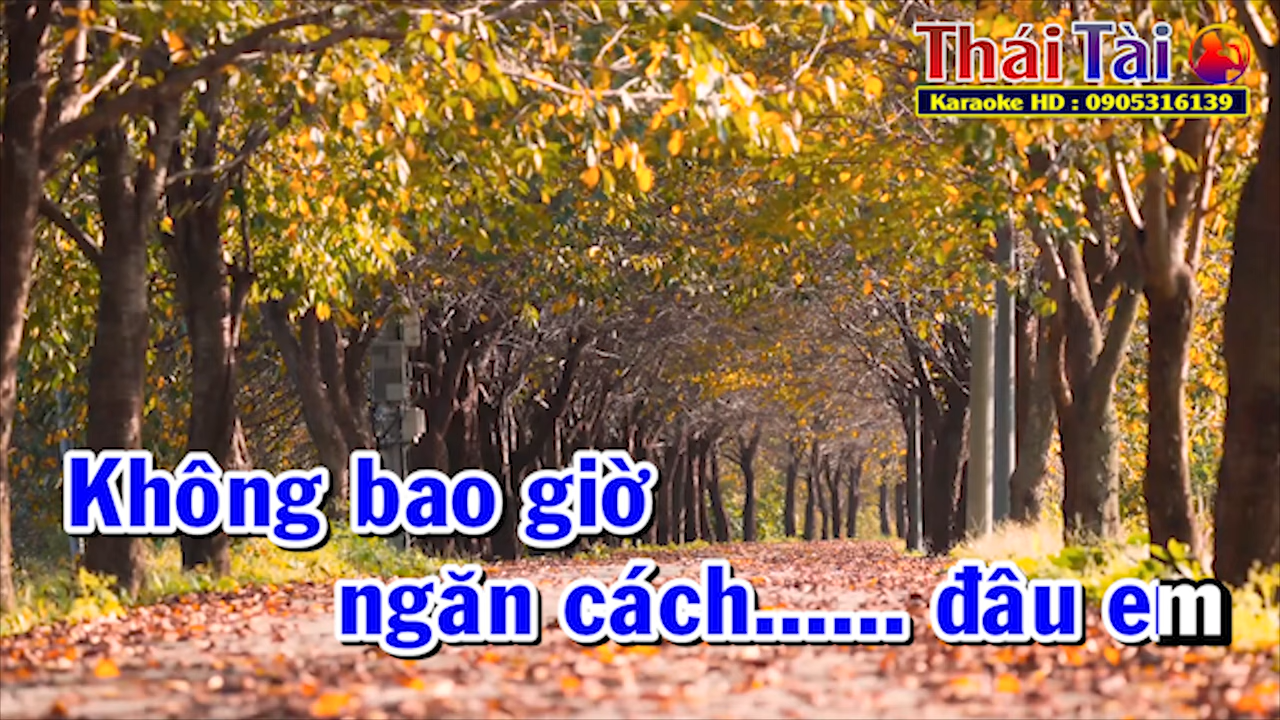 Thái Tài
Karaoke HD : 0905316139
Không bao giờ
ngăn cách...... đâu em